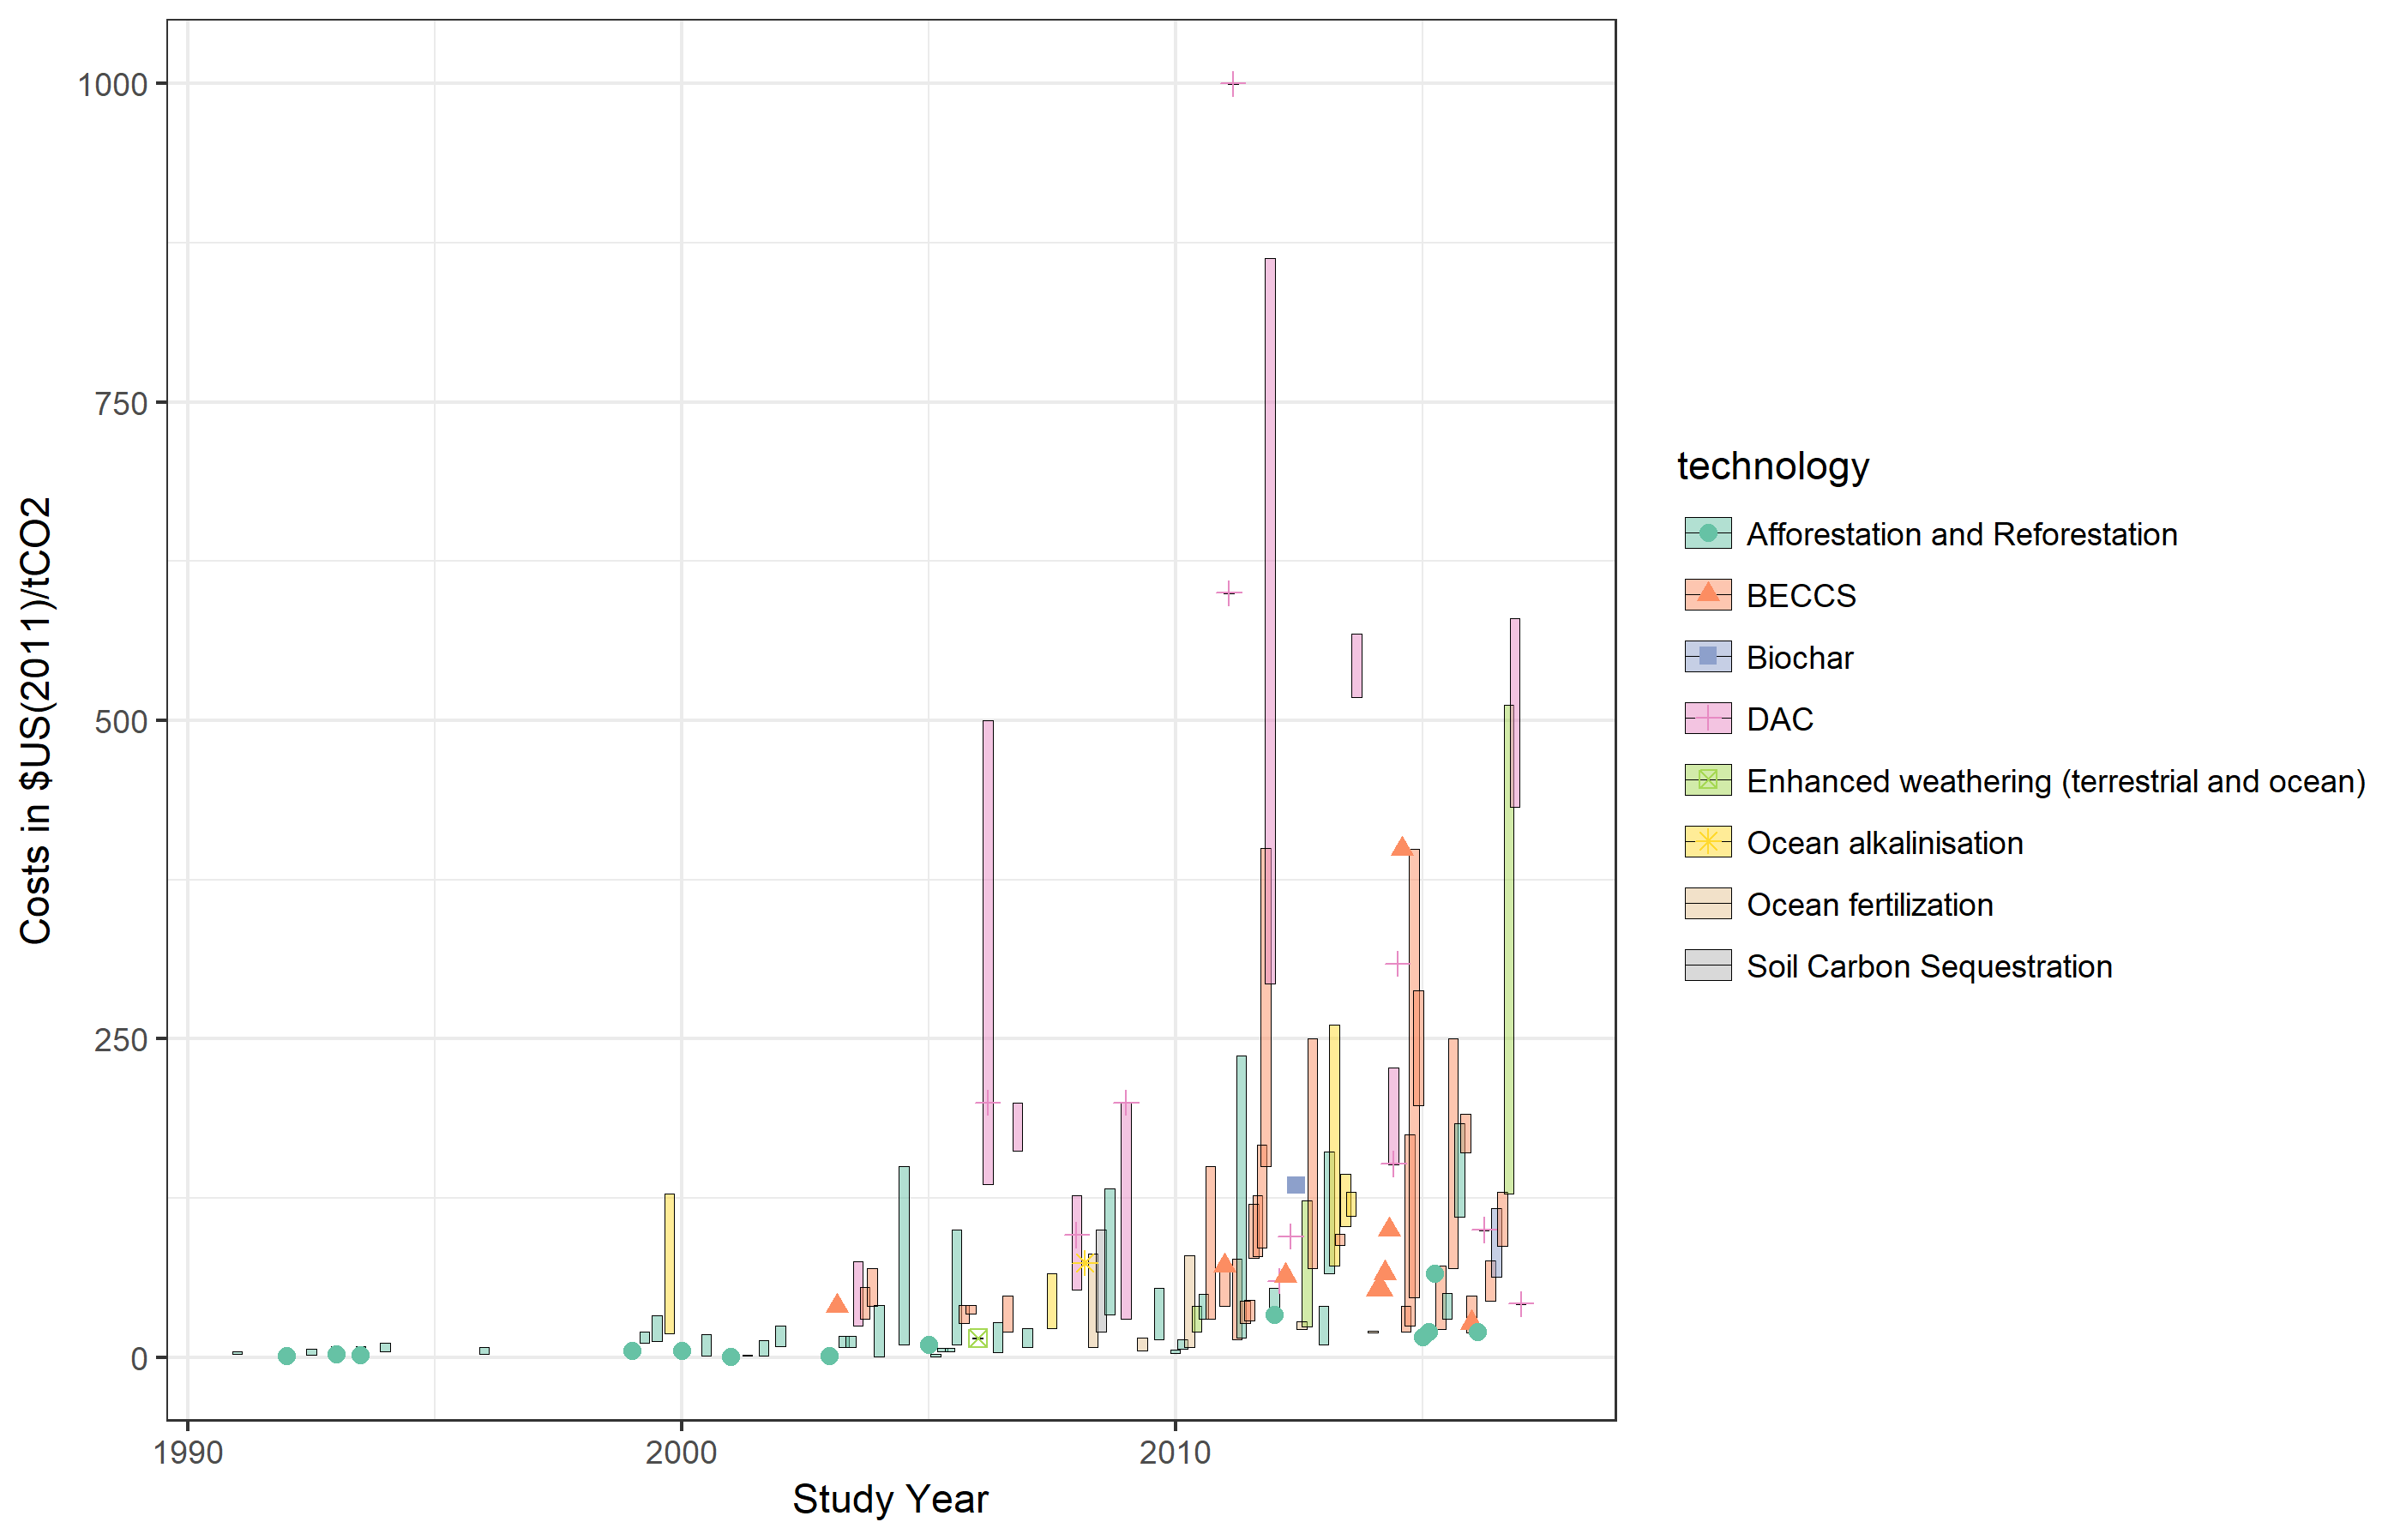 1000
750
500
250
0
1990
2000
2010
Study Year
Costs in $US(2011)/tCO2
technology
Afforestation and Reforestation
BECCS
Biochar
DAC
Enhanced weathering (terrestrial and ocean)
Ocean alkalinisation
Ocean fertilization
Soil Carbon Sequestration